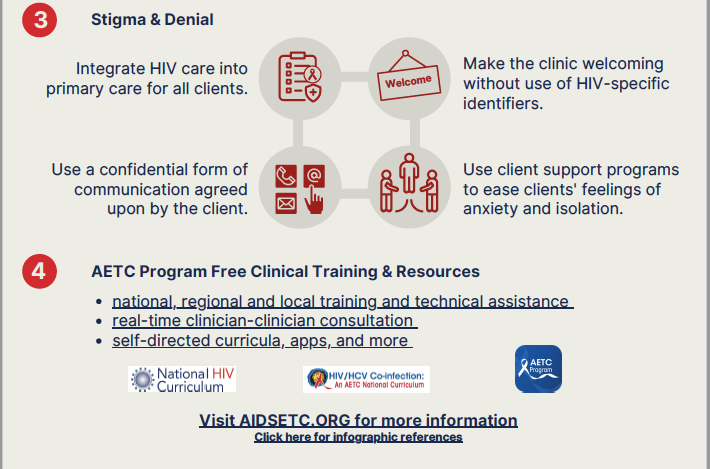 3
Stigma & Denial
Integrate HIV care into
primary care for all clients.
Welcome
Make the clinic welcoming
without use of HIV-specific
identifiers.
Use a confidential form of
communication agreed
upon by the client.
@
Use client support programs
to ease clients' feelings of
anxiety and isolation.
4
AETC Program Free Clinical Training & Resources
• national, regional and local training and technical assistance
• real-time clinician-clinician consultation
• self-directed curricula, apps, and more
National HIV
Curriculum
HIV/HCV Co-infection:
An AETC National Curriculum
AETC
Program
Visit AIDSETC.ORG for more information
Click here for infographic references